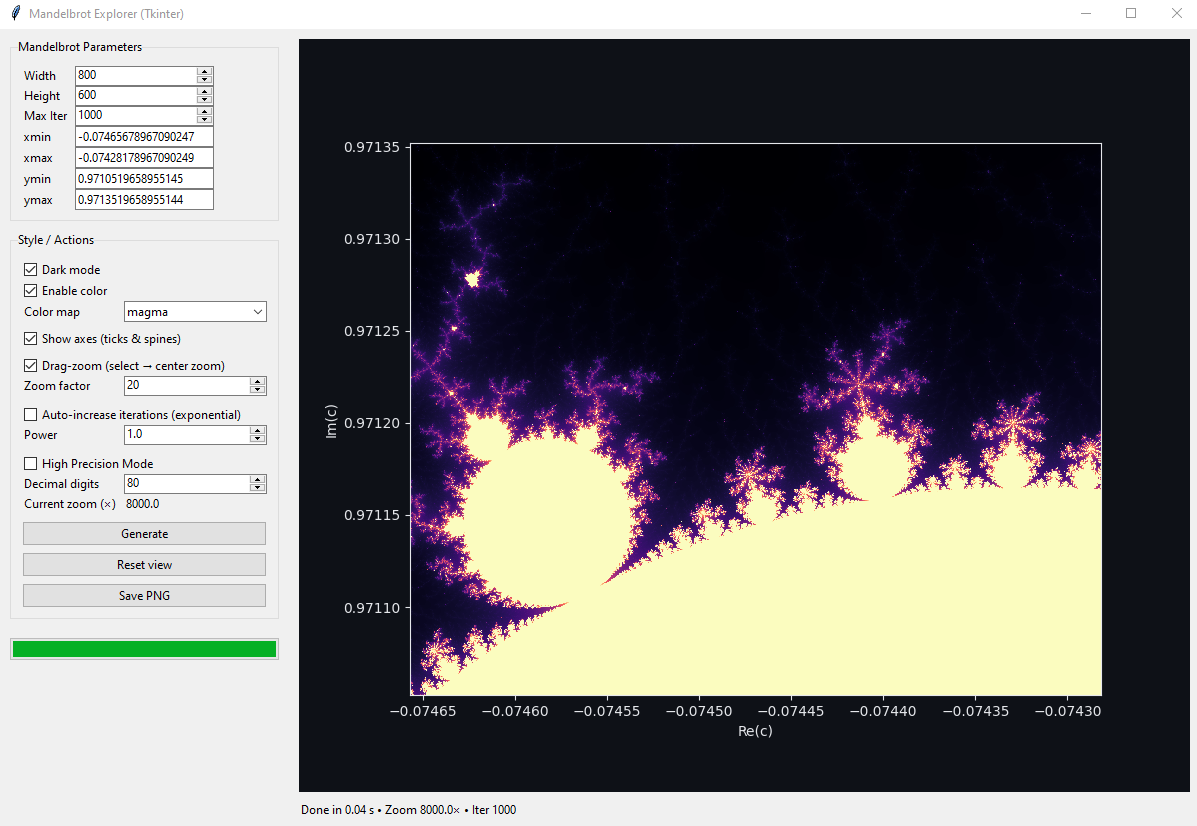 Mandelbrot Explorer (Tkinter)
Mandelbrot Parameters
Width 800
Height 600
Max Iter 1000
xmin -0.07465678967090247
xmax -0.07428178967090249
ymin 0.9710519658955145
ymax 0.9713519658955144
Style / Actions
Dark mode
Enable color
Color map magma
Show axes (ticks & spines)
Drag-zoom (select → center zoom)
Zoom factor 20
Auto-increase iterations (exponential)
Power 1.0
High Precision Mode
Decimal digits 80
Current zoom (×) 8000.0
Generate
Reset view
Save PNG
Im(c)
0.97135
0.97130
0.97125
0.97120
0.97115
0.97110
−0.07465 −0.07460 −0.07455 −0.07450 −0.07445 −0.07440 −0.07435 −0.07430
Re(c)
Done in 0.04 s • Zoom 8000.0× • Iter 1000